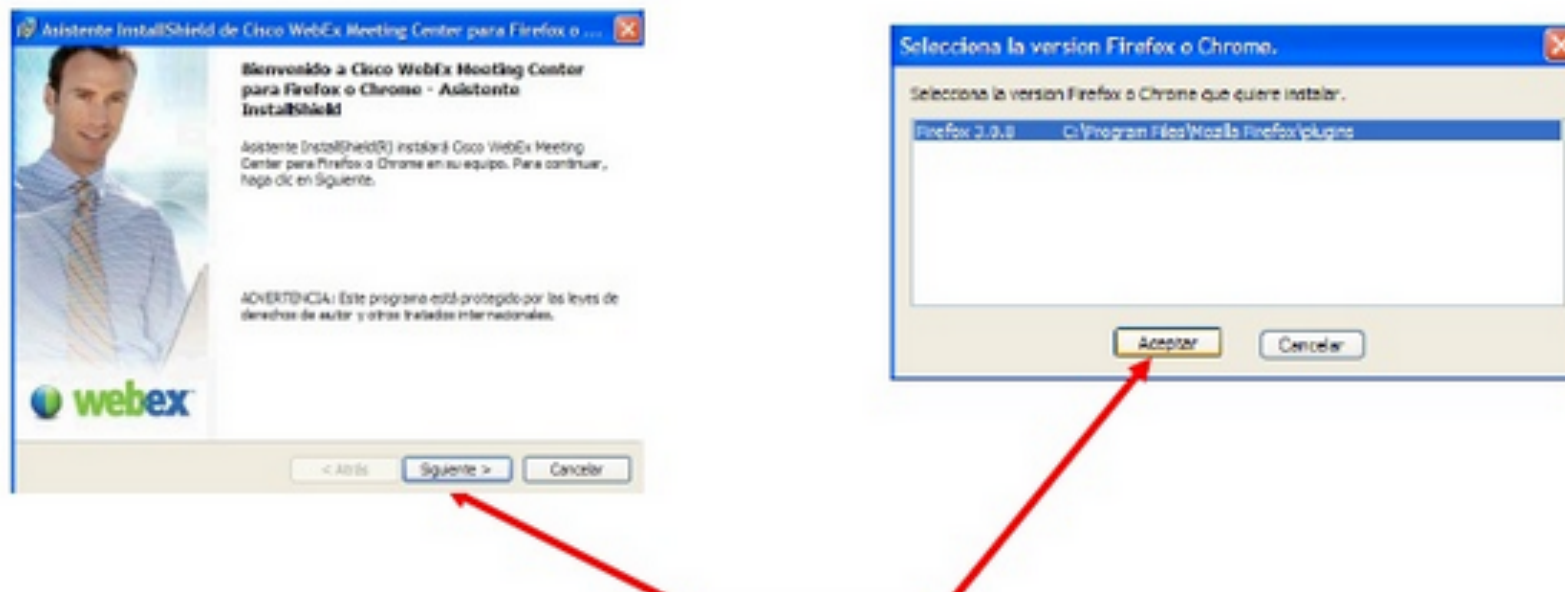 Asistente InstallShield de Cisco WebEx Meeting Center para Firefox o ...
Bienvenido a Cisco WebEx Meeting Center
para Firefox o Chrome - Asistente
InstallShield
Asistente InstallShield(R) instalará Cisco WebEx Meeting
Center para Firefox o Chrome en su equipo. Para continuar,
haga clic en Siguiente.
ADVERTENCIA: Este programa está protegido por las leyes de
derechos de autor y otros tratados internacionales.
webex
< Atrás Siguiente > Cancelar
Selecciona la version Firefox o Chrome.
Selecciona la version Firefox o Chrome que quiere instalar.
Firefox 3.0.8 C:\Program Files\Mozilla Firefox\plugins
Aceptar Cancelar